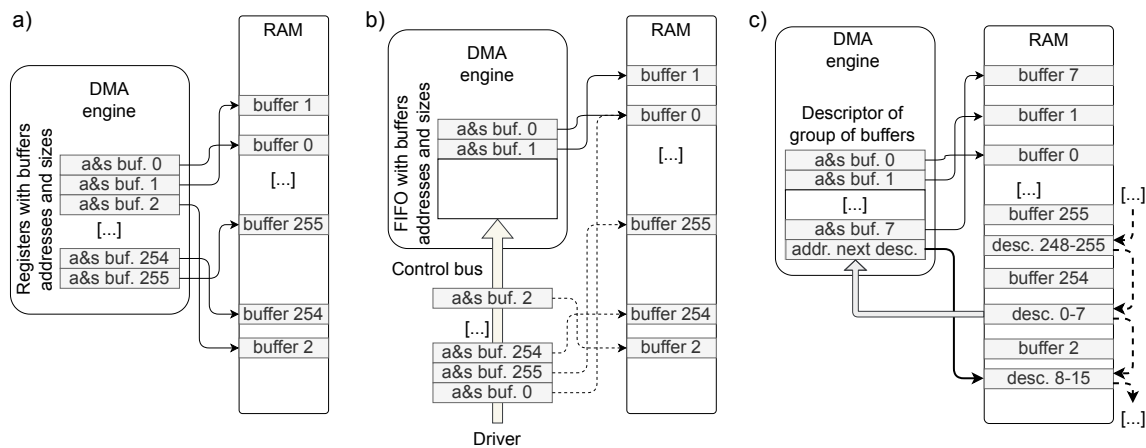 a)
RAM
DMA
engine
Registers with buffers
addresses and sizes
a&s buf. 0
a&s buf. 1
a&s buf. 2
[...]
a&s buf. 254
a&s buf. 255
buffer 1
buffer 0
[...]
buffer 255
buffer 254
buffer 2
b)
RAM
DMA
engine
FIFO with buffers
addresses and sizes
a&s buf. 0
a&s buf. 1
Control bus
a&s buf. 2
[...]
a&s buf. 254
a&s buf. 255
a&s buf. 0
Driver
buffer 1
buffer 0
[...]
buffer 255
buffer 254
buffer 2
c)
DMA
engine
RAM
Descriptor of
group of buffers
a&s buf. 0
a&s buf. 1
[...]
a&s buf. 7
addr. next desc.
buffer 7
buffer 1
buffer 0
[...]
buffer 255
desc. 248-255
buffer 254
desc. 0-7
buffer 2
desc. 8-15
[...]
[...]